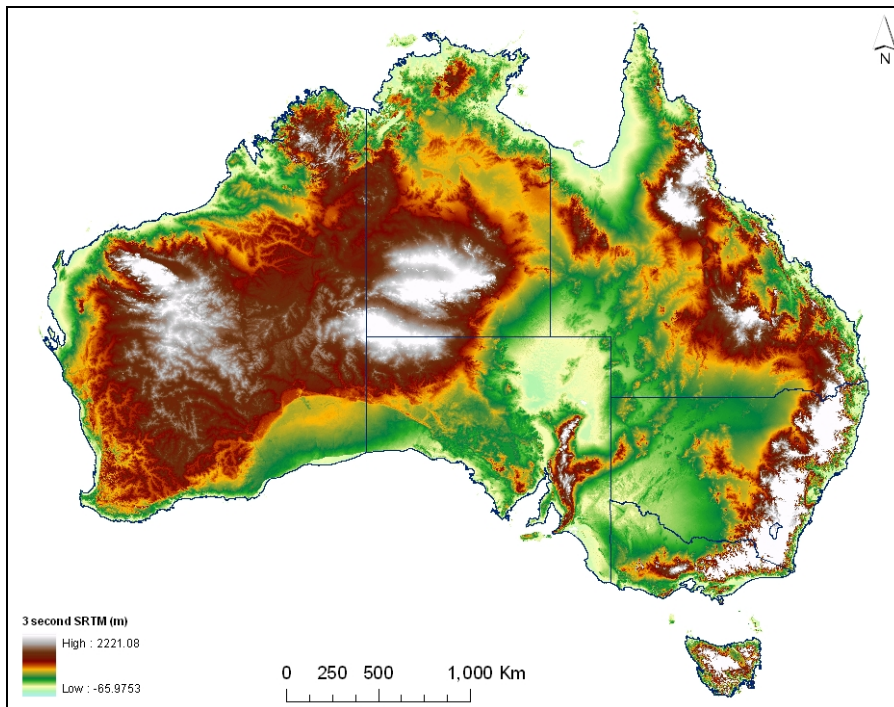 N
3 second SRTM (m)
High : 2221.08
Low : -65.9753
0 250 500 1,000 Km